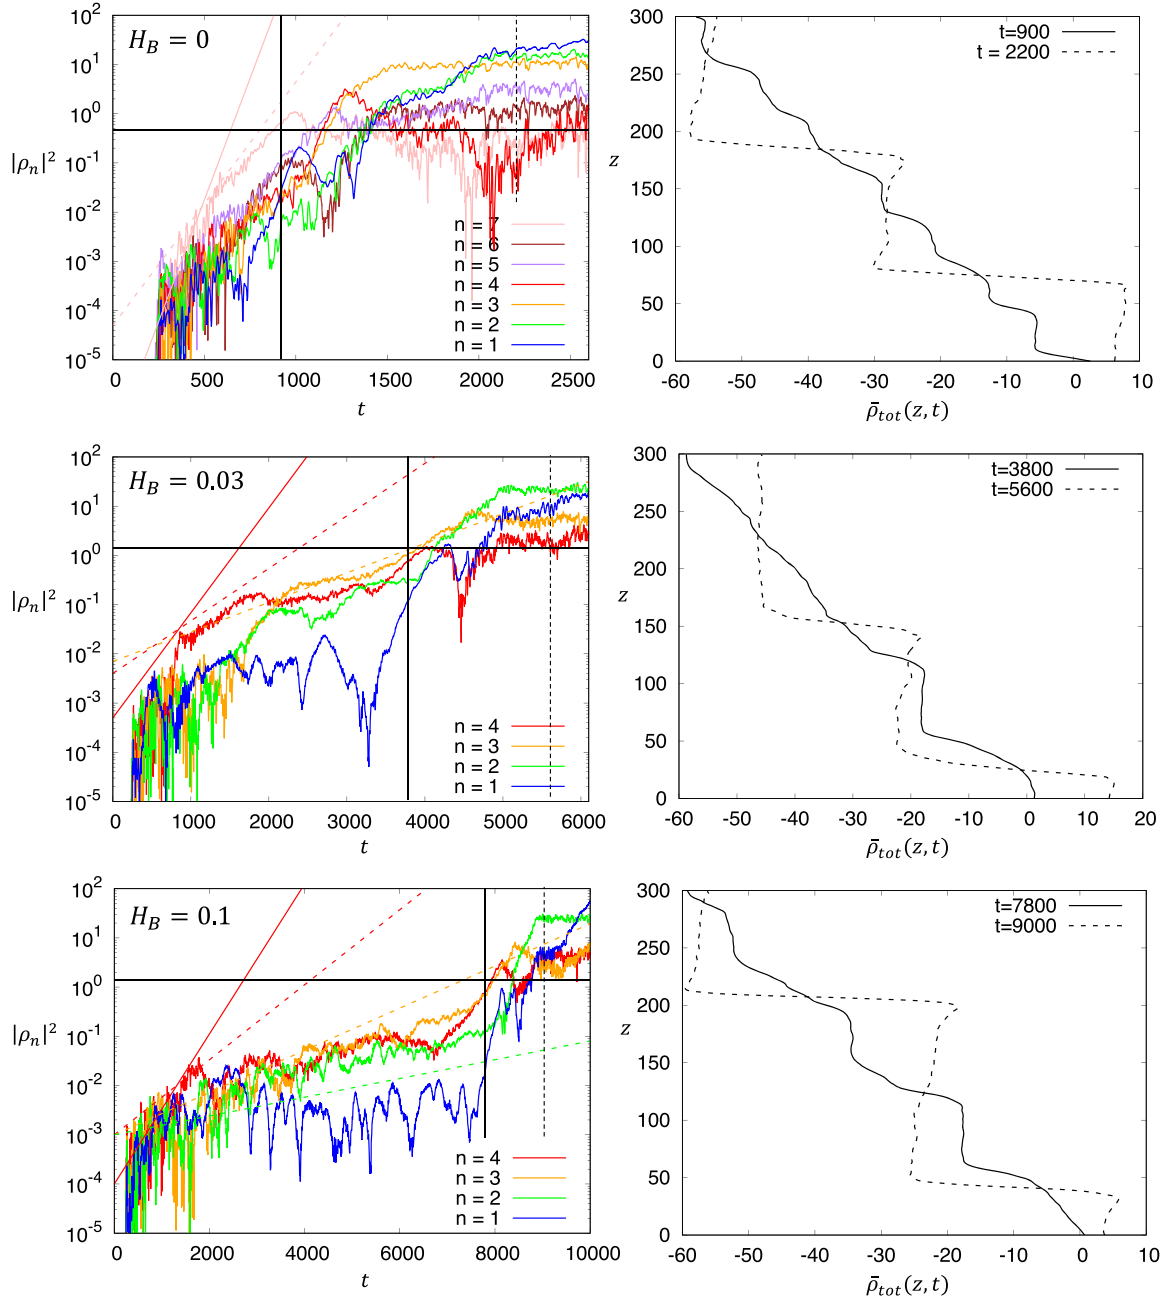 H_B = 0
10^2
10^1
10^0
|ρ_n|^2
10^-1
10^-2
10^-3
10^-4
10^-5
n = 7
n = 6
n = 5
n = 4
n = 3
n = 2
n = 1
0 500 1000 1500 2000 2500
t
t=900
t = 2200
300
250
200
z
150
100
50
0
-60 -50 -40 -30 -20 -10 0 10
ρ̄_tot(z, t)
H_B = 0.03
10^2
10^1
10^0
|ρ_n|^2
10^-1
10^-2
10^-3
10^-4
10^-5
n = 4
n = 3
n = 2
n = 1
0 1000 2000 3000 4000 5000 6000
t
t=3800
t=5600
300
250
200
z
150
100
50
0
-60 -50 -40 -30 -20 -10 0 10 20
ρ̄_tot(z, t)
H_B = 0.1
10^2
10^1
10^0
|ρ_n|^2
10^-1
10^-2
10^-3
10^-4
10^-5
n = 4
n = 3
n = 2
n = 1
0 2000 4000 6000 8000 10000
t
t=7800
t=9000
300
250
200
z
150
100
50
0
-60 -50 -40 -30 -20 -10 0 10
ρ̄_tot(z, t)